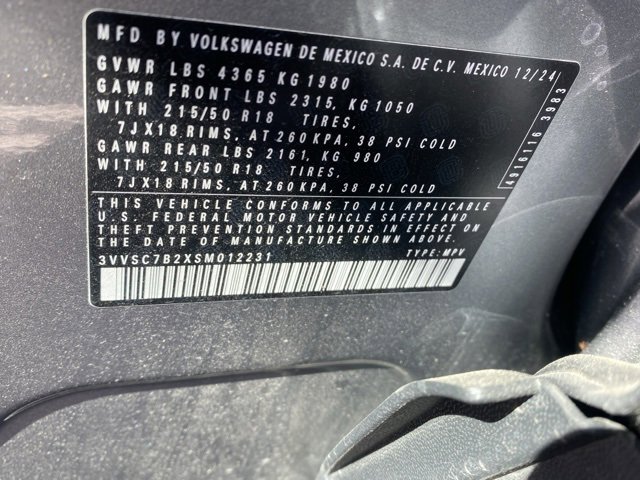 MFD BY VOLKSWAGEN DE MEXICO S.A. DE C.V. MEXICO 12/24
GVWR LBS 4365 KG 1980
GAWR FRONT LBS 2315, KG 1050
WITH 215/50 R18 TIRES,
7JX18 RIMS, AT 260 KPA, 38 PSI COLD
GAWR REAR LBS 2161, KG 980
WITH 215/50 R18 TIRES,
7JX18 RIMS, AT 260 KPA, 38 PSI COLD
THIS VEHICLE CONFORMS TO ALL APPLICABLE
U.S. FEDERAL MOTOR VEHICLE SAFETY AND
THEFT PREVENTION STANDARDS IN EFFECT ON
THE DATE OF MANUFACTURE SHOWN ABOVE.
3VVSC7B2XSM012231 TYPE: MPV
4916116 3983